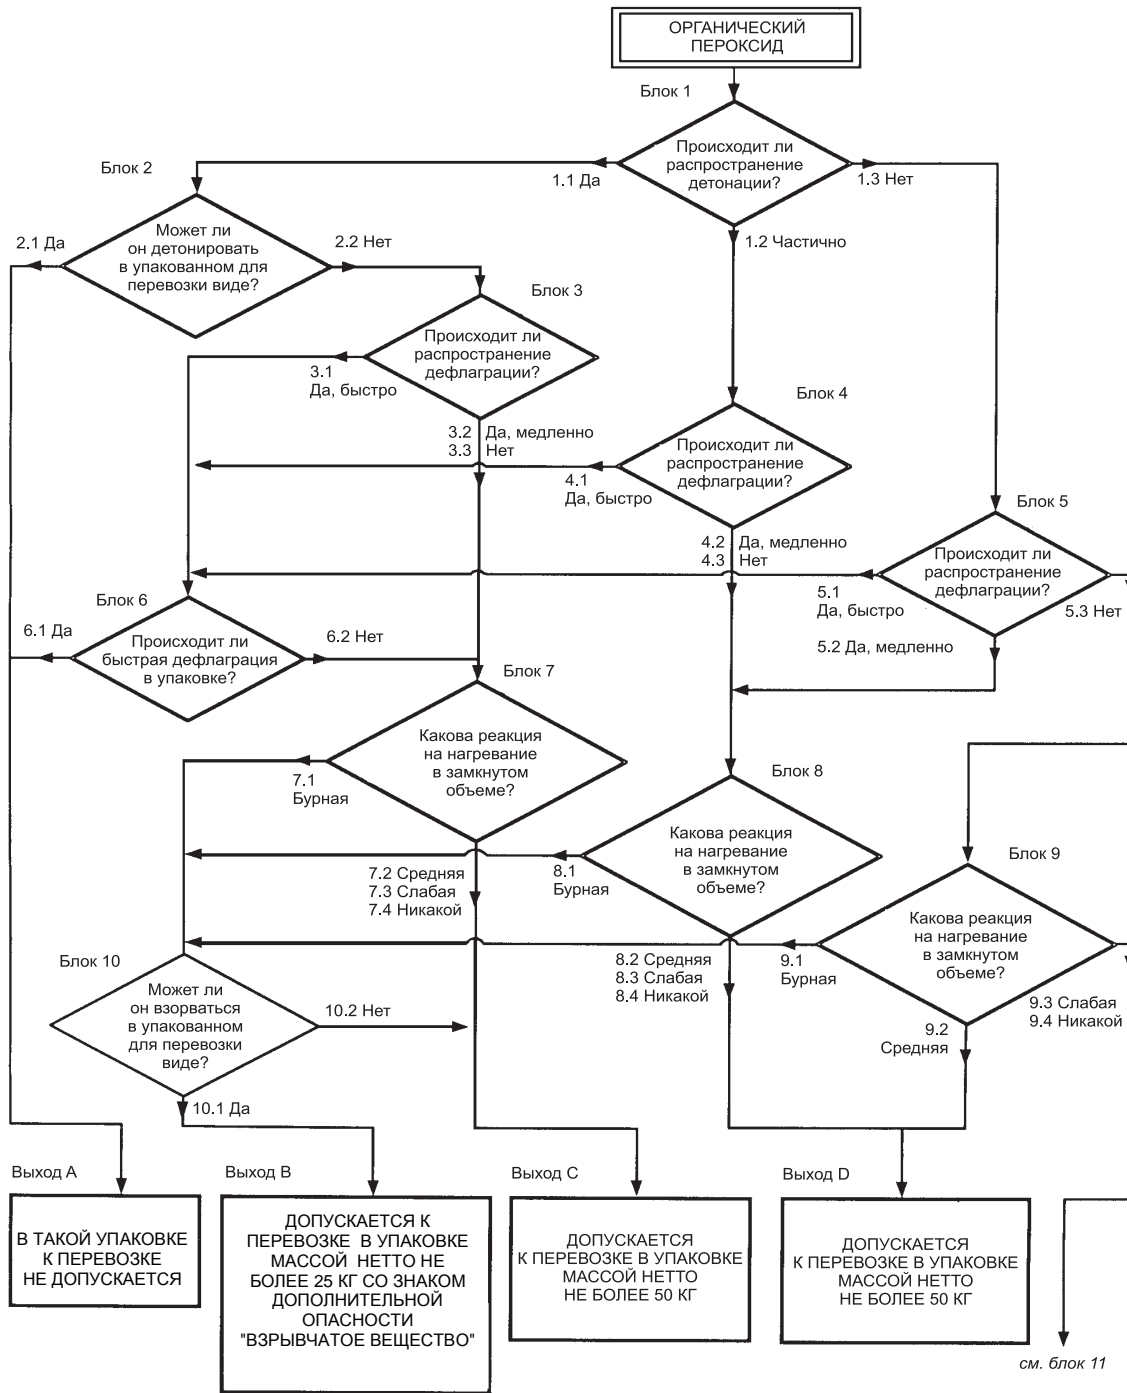 ОРГАНИЧЕСКИЙ
ПЕРОКСИД
Блок 1
Происходит ли
распространение
детонации?
1.1 Да
1.3 Нет
1.2 Частично
Блок 2
Может ли
он детонировать
в упакованном для
перевозки виде?
2.1 Да
2.2 Нет
Блок 3
Происходит ли
распространение
дефлаграции?
3.1
Да, быстро
3.2 Да, медленно
3.3 Нет
Блок 4
Происходит ли
распространение
дефлаграции?
4.1
Да, быстро
4.2 Да, медленно
4.3 Нет
Блок 5
Происходит ли
распространение
дефлаграции?
5.1
Да, быстро
5.3 Нет
5.2 Да, медленно
Блок 6
Происходит ли
быстрая дефлаграция
в упаковке?
6.1 Да
6.2 Нет
Блок 7
Какова реакция
на нагревание
в замкнутом
объеме?
7.1
Бурная
7.2 Средняя
7.3 Слабая
7.4 Никакой
Блок 8
Какова реакция
на нагревание
в замкнутом
объеме?
8.1
Бурная
8.2 Средняя
8.3 Слабая
8.4 Никакой
Блок 9
Какова реакция
на нагревание
в замкнутом
объеме?
9.1
Бурная
9.2
Средняя
9.3 Слабая
9.4 Никакой
Блок 10
Может ли
он взорваться
в упакованном
для перевозки
виде?
10.2 Нет
10.1 Да
Выход A
В ТАКОЙ УПАКОВКЕ
К ПЕРЕВОЗКЕ
НЕ ДОПУСКАЕТСЯ
Выход B
ДОПУСКАЕТСЯ К
ПЕРЕВОЗКЕ В УПАКОВКЕ
МАССОЙ НЕТТО НЕ
БОЛЕЕ 25 КГ СО ЗНАКОМ
ДОПОЛНИТЕЛЬНОЙ
ОПАСНОСТИ
"ВЗРЫВЧАТОЕ ВЕЩЕСТВО"
Выход C
ДОПУСКАЕТСЯ
К ПЕРЕВОЗКЕ В УПАКОВКЕ
МАССОЙ НЕТТО
НЕ БОЛЕЕ 50 КГ
Выход D
ДОПУСКАЕТСЯ
К ПЕРЕВОЗКЕ В УПАКОВКЕ
МАССОЙ НЕТТО
НЕ БОЛЕЕ 50 КГ
см. блок 11